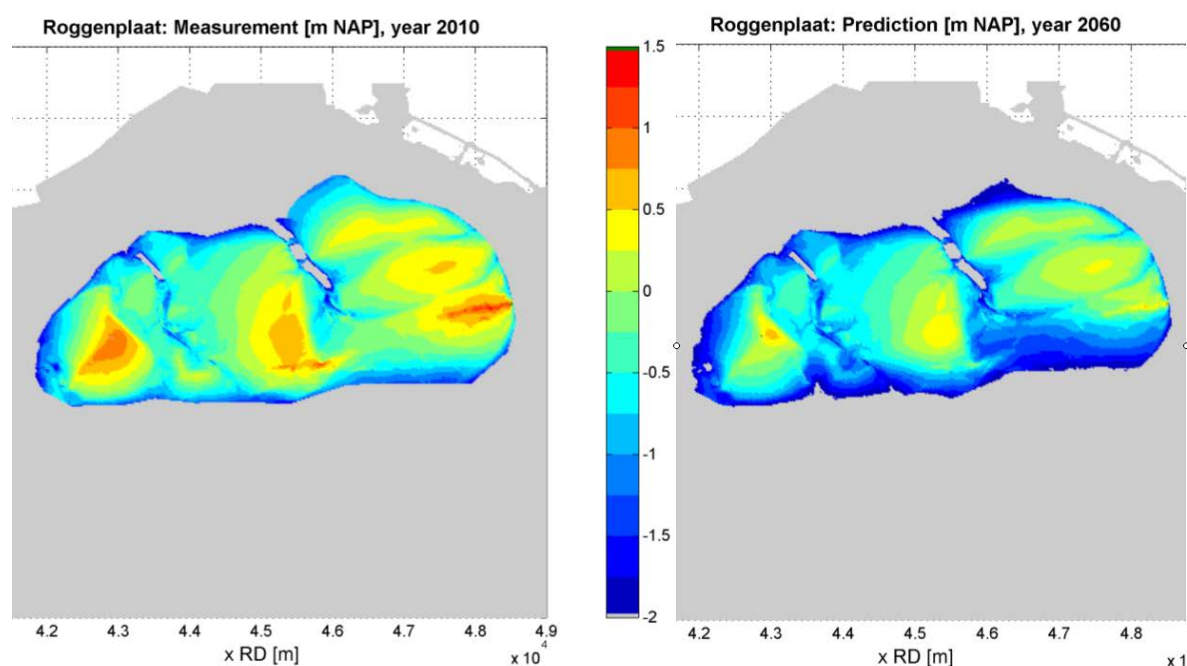 Roggenplaat: Measurement [m NAP], year 2010
Roggenplaat: Prediction [m NAP], year 2060
1.5
1
0.5
0
-0.5
-1
-1.5
-2
4.2 4.3 4.4 4.5 4.6 4.7 4.8 4.9
x RD [m]
x 10^4
4.2 4.3 4.4 4.5 4.6 4.7 4.8
x RD [m]
x 1